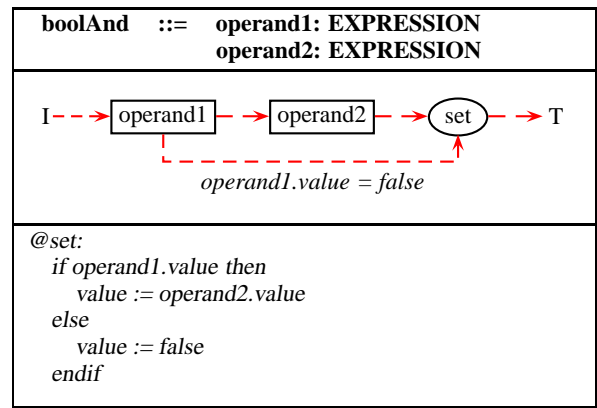 boolAnd ::= operand1: EXPRESSION
operand2: EXPRESSION
I operand1 operand2 set T
operand1.value = false
@set:
if operand1.value then
value := operand2.value
else
value := false
endif